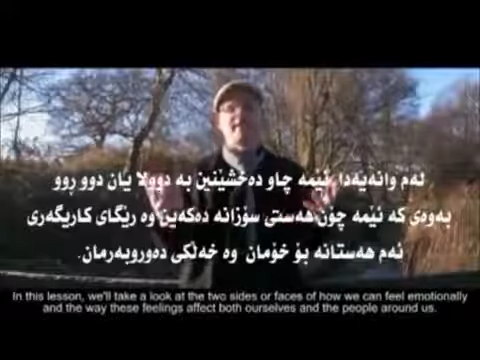 لەم وانەیەدا، ئێمە چاو دەخشێنین بە دوولا یان دوو ڕوو
بەوەی کە ئێمە چۆن هەستی سۆزانە دەکەین وە ڕێگای کاریگەری
ئەم هەستانە بۆ خۆمان وە خەلکی دەوروبەرمان.
In this lesson, we'll take a look at the two sides or faces of how we can feel emotionally
and the way these feelings affect both ourselves and the people around us.